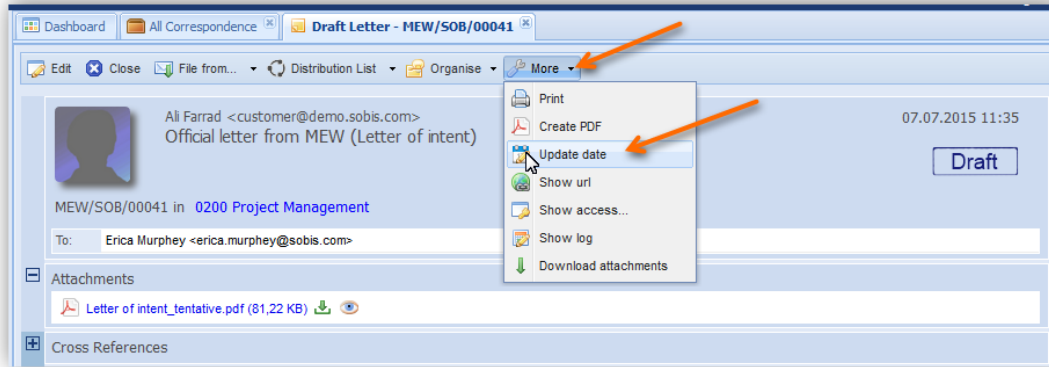 Dashboard All Correspondence Draft Letter - MEW/SOB/00041
Edit Close File from... Distribution List Organise More
Print
Ali Farrad <customer@demo.sobis.com> 07.07.2015 11:35
Official letter from MEW (Letter of intent)
Create PDF
Update date
Draft
Show url
MEW/SOB/00041 in 0200 Project Management
Show access...
To: Erica Murphey <erica.murphey@sobis.com>
Show log
Download attachments
Attachments
Letter of intent_tentative.pdf (81,22 KB)
Cross References